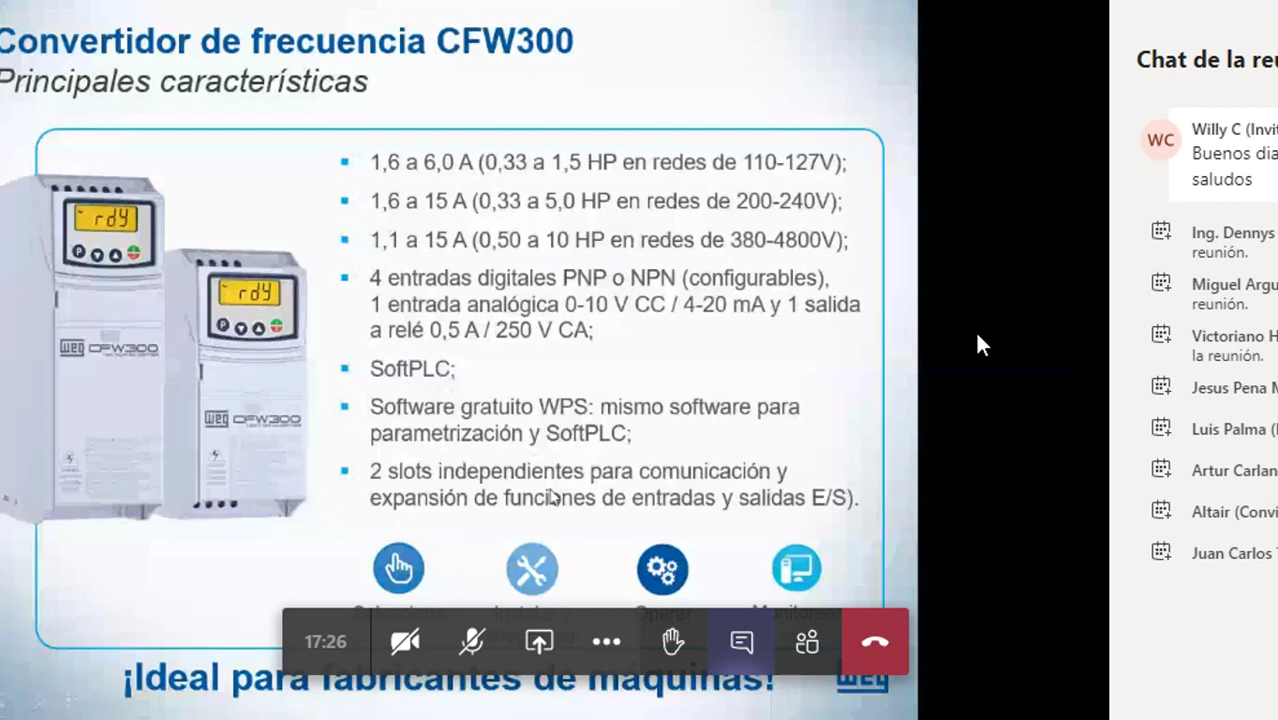 Convertidor de frecuencia CFW300
Principales características
1,6 a 6,0 A (0,33 a 1,5 HP en redes de 110-127V);
1,6 a 15 A (0,33 a 5,0 HP en redes de 200-240V);
1,1 a 15 A (0,50 a 10 HP en redes de 380-4800V);
4 entradas digitales PNP o NPN (configurables),
1 entrada analógica 0-10 V CC / 4-20 mA y 1 salida
a relé 0,5 A / 250 V CA;
SoftPLC;
Software gratuito WPS: mismo software para
parametrización y SoftPLC;
2 slots independientes para comunicación y
expansión de funciones de entradas y salidas E/S).
rdy
P
WEG CFW300
rdy
P
WEG CFW300
Operar
Monitorear
17:26
¡Ideal para fabricantes de máquinas!
WEG
Chat de la reu
WC
Willy C (Invi
Buenos dia
saludos
Ing. Dennys
reunión.
Miguel Argu
reunión.
Victoriano H
la reunión.
Jesus Pena M
Luis Palma (I
Artur Carlan
Altair (Convi
Juan Carlos